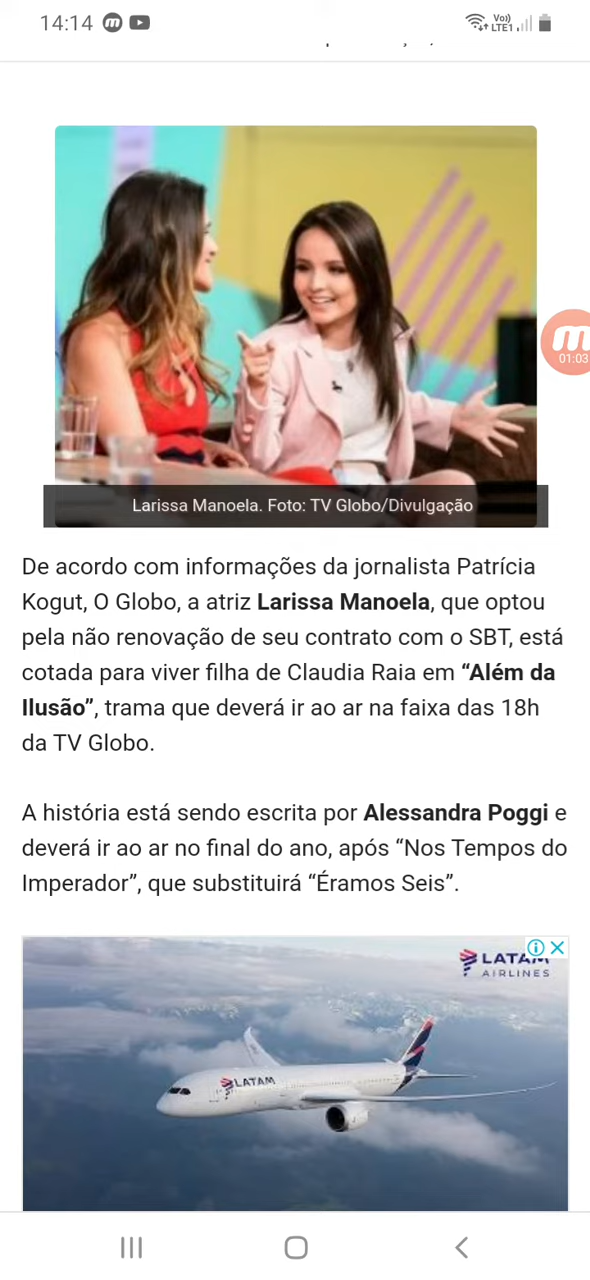 14:14
Vo))
LTE1
01:03
Larissa Manoela. Foto: TV Globo/Divulgação
De acordo com informações da jornalista Patrícia
Kogut, O Globo, a atriz Larissa Manoela, que optou
pela não renovação de seu contrato com o SBT, está
cotada para viver filha de Claudia Raia em “Além da
Ilusão”, trama que deverá ir ao ar na faixa das 18h
da TV Globo.
A história está sendo escrita por Alessandra Poggi e
deverá ir ao ar no final do ano, após “Nos Tempos do
Imperador”, que substituirá “Éramos Seis”.
LATAM
AIRLINES
LATAM